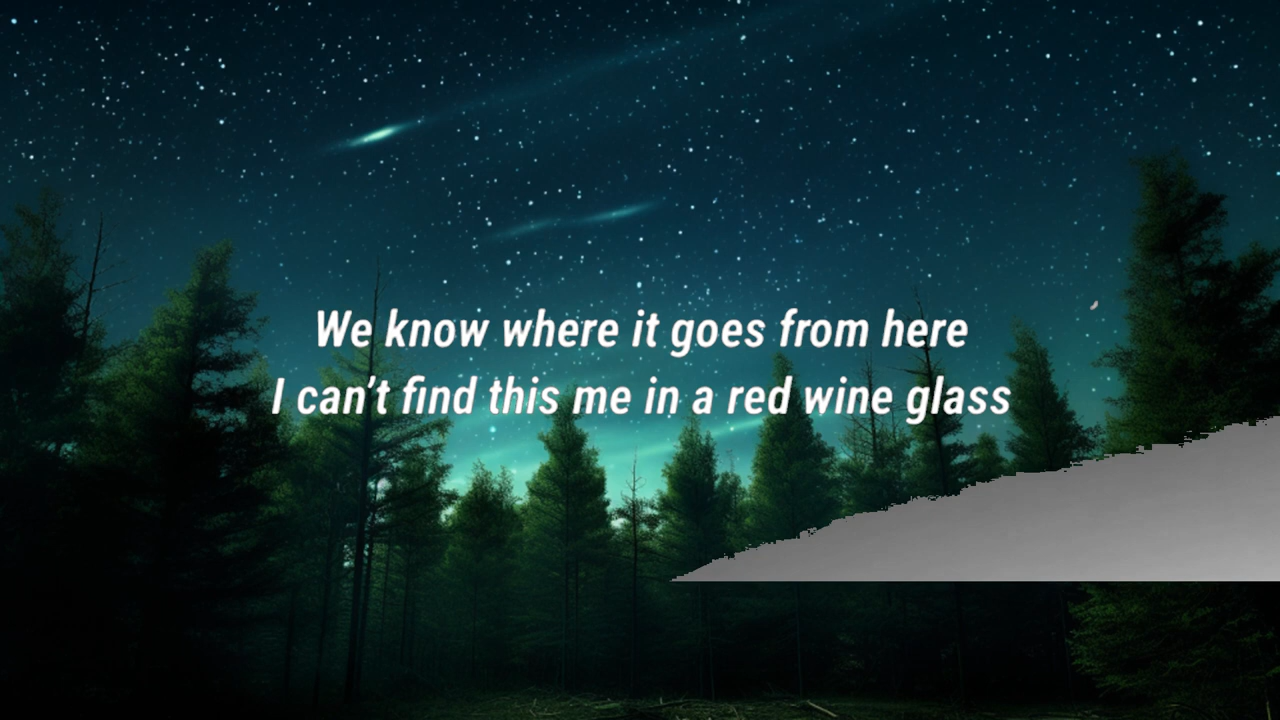 We know where it goes from here
I can’t find this me in a red wine glass